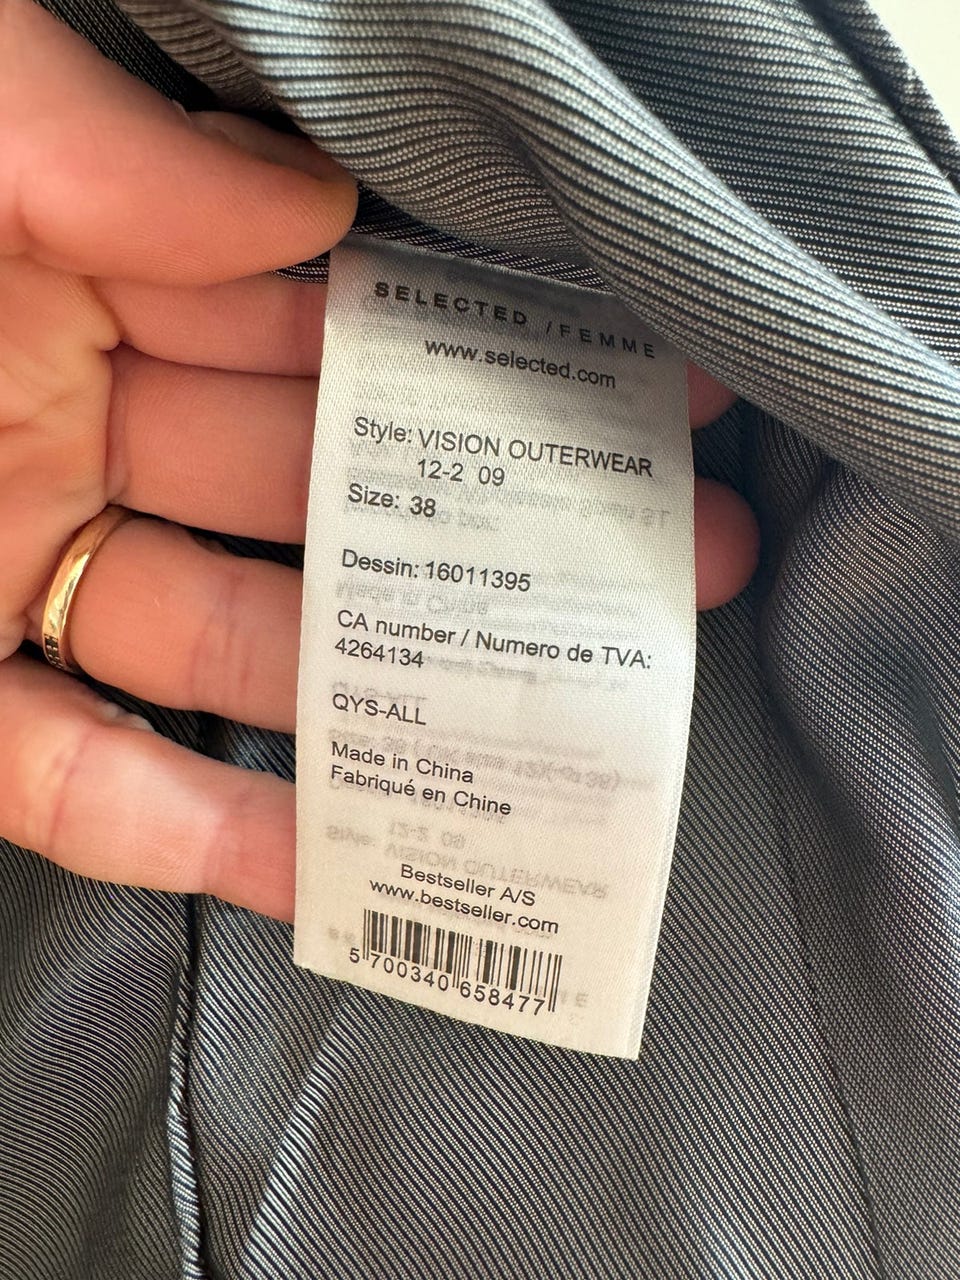 SELECTED /FEMME
www.selected.com
Style: VISION OUTERWEAR
12-2 09
Size: 38
Dessin: 16011395
CA number / Numero de TVA:
4264134
QYS-ALL
Made in China
Fabriqué en Chine
Bestseller A/S
www.bestseller.com
5 700340 658477